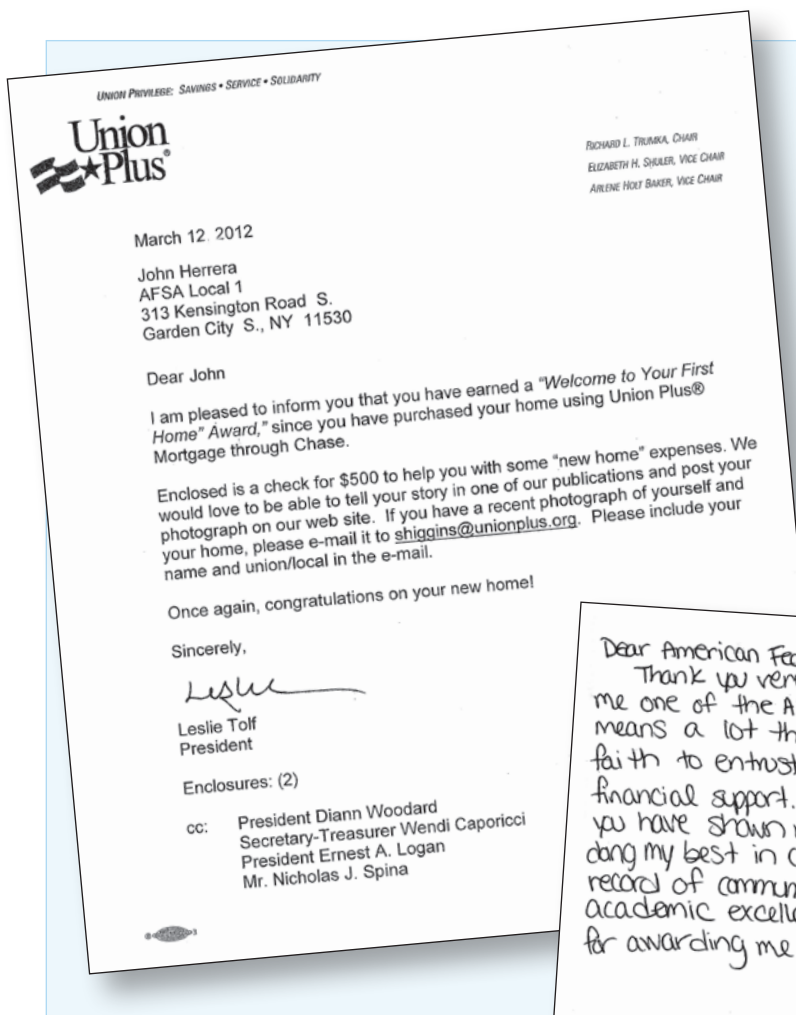 UNION PRIVILEGE: SAVINGS • SERVICE • SOLIDARITY
Union
Plus®
RICHARD L. TRUMKA, CHAIR
ELIZABETH H. SHULER, VICE CHAIR
ARLENE HOLT BAKER, VICE CHAIR
March 12, 2012
John Herrera
AFSA Local 1
313 Kensington Road S.
Garden City S., NY 11530
Dear John
I am pleased to inform you that you have earned a “Welcome to Your First
Home” Award,” since you have purchased your home using Union Plus®
Mortgage through Chase.
Enclosed is a check for $500 to help you with some “new home” expenses. We
would love to be able to tell your story in one of our publications and post your
photograph on our web site. If you have a recent photograph of yourself and
your home, please e-mail it to shiggins@unionplus.org. Please include your
name and union/local in the e-mail.
Once again, congratulations on your new home!
Sincerely,
Leslie
Leslie Tolf
President
Enclosures: (2)
cc: President Diann Woodard
Secretary-Treasurer Wendi Caporicci
President Ernest A. Logan
Mr. Nicholas J. Spina
Dear American
Thank you
me one of the A
means a lot
faith to entrust
financial support.
you have shown
dong my best in
record of
academic
for awarding me